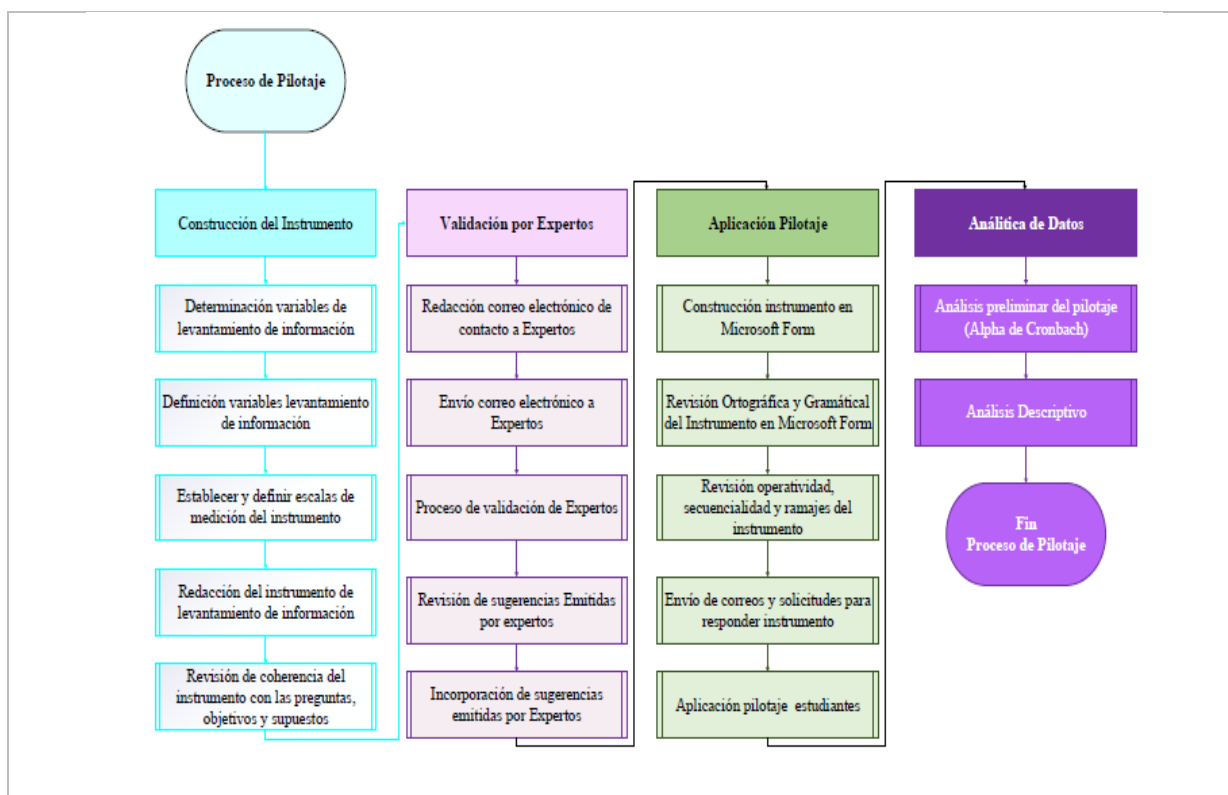 Proceso de Pilotaje
Construcción del Instrumento
Determinación variables de
levantamiento de información
Definición variables levantamiento
de información
Establecer y definir escalas de
medición del instrumento
Redacción del instrumento de
levantamiento de información
Revisión de coherencia del
instrumento con las preguntas,
objetivos y supuestos
Validación por Expertos
Redacción correo electrónico de
contacto a Expertos
Envío correo electrónico a
Expertos
Proceso de validación de Expertos
Revisión de sugerencias Emitidas
por expertos
Incorporación de sugerencias
emitidas por Expertos
Aplicación Pilotaje
Construcción instrumento en
Microsoft Form
Revisión Ortográfica y Gramátical
del Instrumento en Microsoft Form
Revisión operatividad,
secuencialidad y ramajes del
instrumento
Envío de correos y solicitudes para
responder instrumento
Aplicación pilotaje estudiantes
Análitica de Datos
Análisis preliminar del pilotaje
(Alpha de Cronbach)
Análisis Descriptivo
Fin
Proceso de Pilotaje